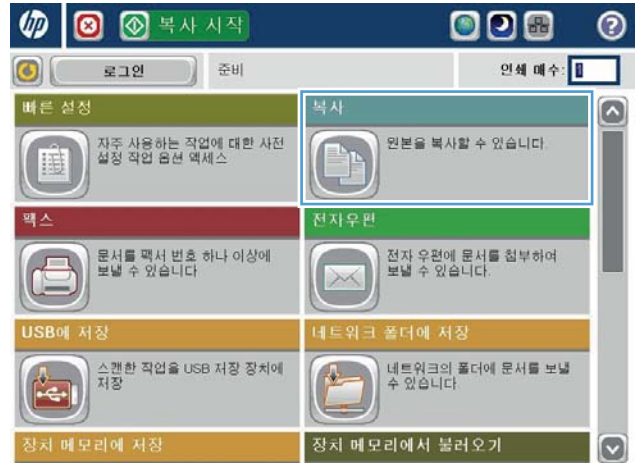 hp
복사 시작
?
로그인
준비
인쇄 매수: 1
빠른 설정
자주 사용하는 작업에 대한 사전
설정 작업 옵션 액세스
복사
원본을 복사할 수 있습니다.
팩스
문서를 팩서 번호 하나 이상에
보낼 수 있습니다
전자우편
전자 우편에 문서를 첨부하여
보낼 수 있습니다.
USB에 저장
스캔한 작업을 USB 저장 장치에
저장
네트워크 폴더에 저장
네트워크의 폴더에 문서를 보낼
수 있습니다
장치 메모리에 저장
장치 메모리에서 불러오기